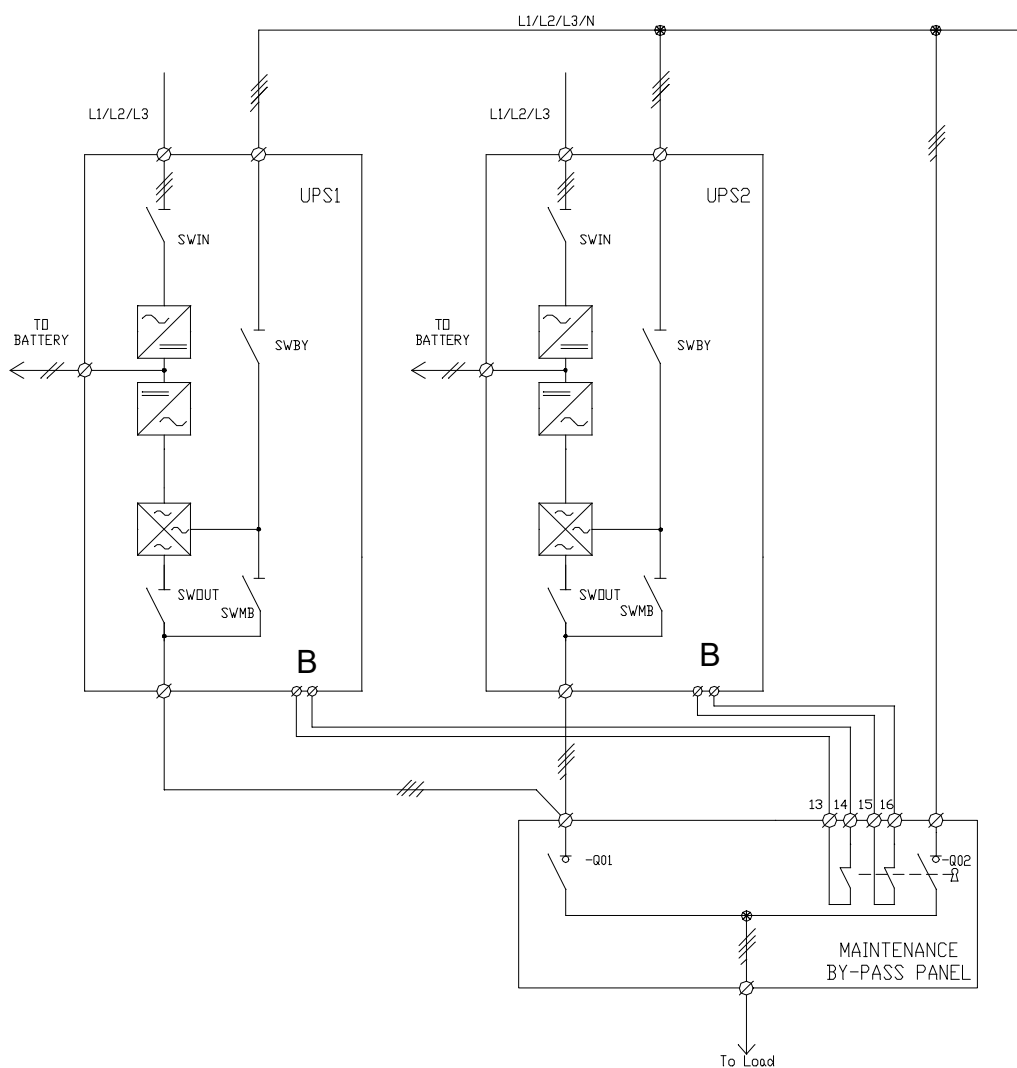 L1/L2/L3/N
L1/L2/L3
L1/L2/L3
UPS1
UPS2
SWIN
SWIN
TO
BATTERY
TO
BATTERY
SWBY
SWBY
SWOUT
SWMB
SWOUT
SWMB
B
B
13 14 15 16
-Q01
-Q02
MAINTENANCE
BY-PASS PANEL
To Load